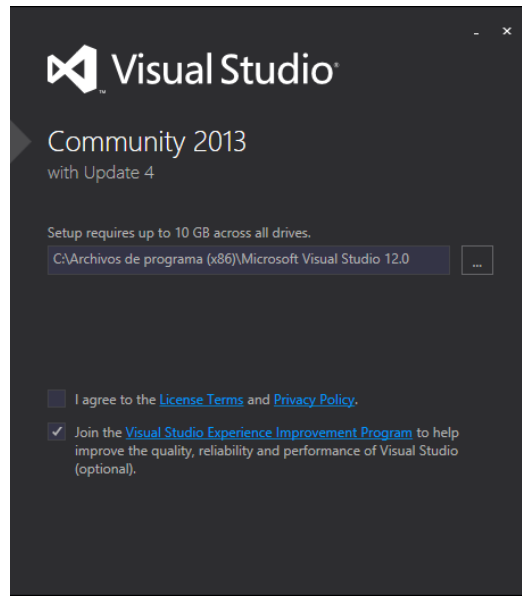 Visual Studio®
Community 2013
with Update 4
Setup requires up to 10 GB across all drives.
C:\Archivos de programa (x86)\Microsoft Visual Studio 12.0
...
I agree to the License Terms and Privacy Policy.
Join the Visual Studio Experience Improvement Program to help
improve the quality, reliability and performance of Visual Studio
(optional).